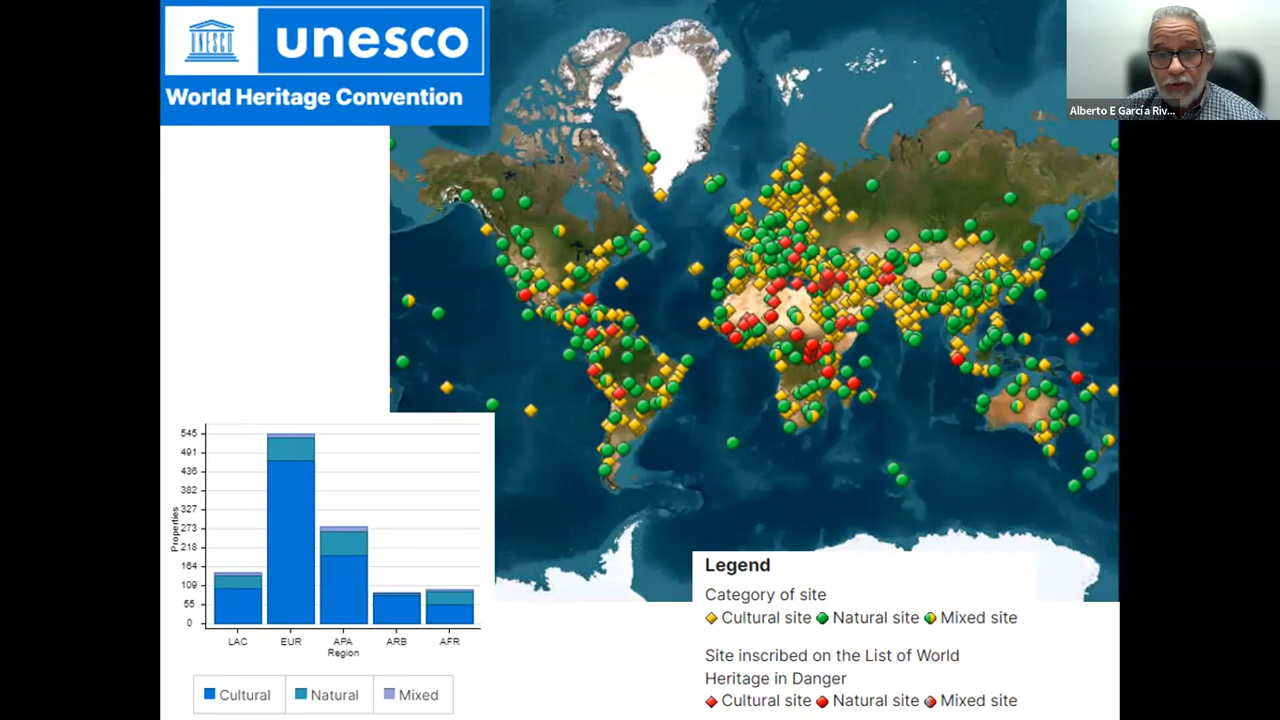 UNESCO
unesco
World Heritage Convention
Alberto E García Riv...
545
491
436
382
327
273
218
164
109
55
0
Properties
LAC EUR APA ARB AFR
Region
Cultural Natural Mixed
Legend
Category of site
Cultural site Natural site Mixed site
Site inscribed on the List of World
Heritage in Danger
Cultural site Natural site Mixed site